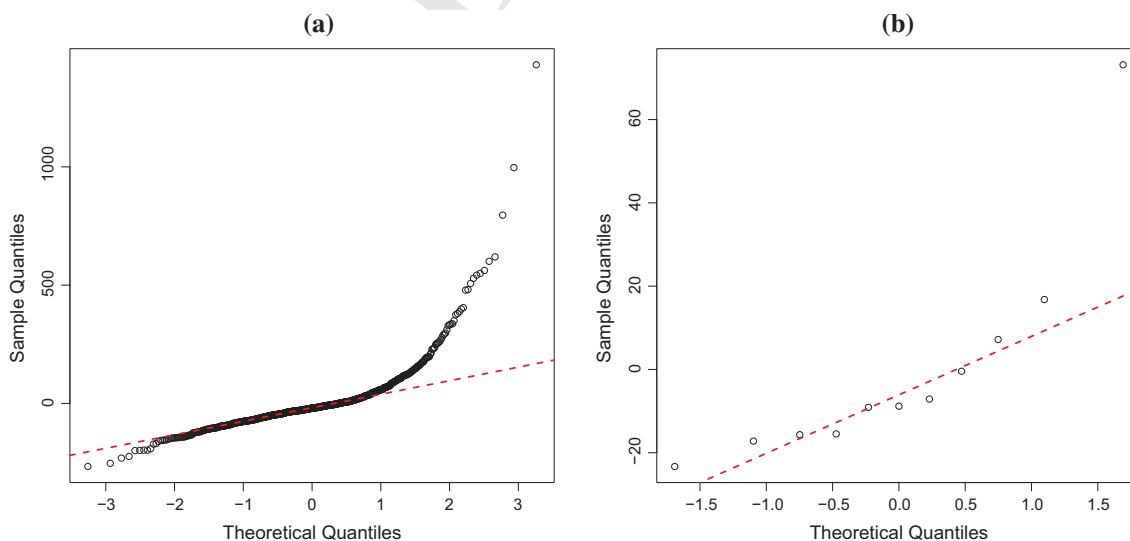 (a)
1000
500
0
Sample Quantiles
−3 −2 −1 0 1 2 3
Theoretical Quantiles
(b)
60
40
20
0
−20
Sample Quantiles
−1.5 −1.0 −0.5 0.0 0.5 1.0 1.5
Theoretical Quantiles